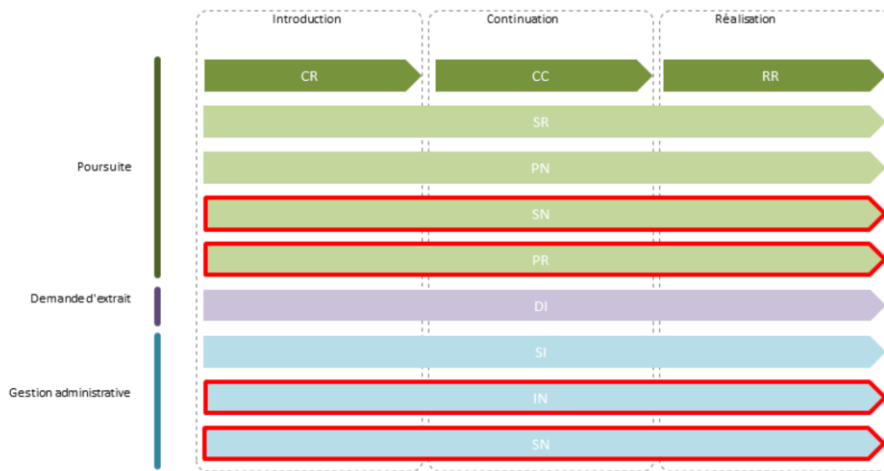 Introduction Continuation Réalisation
CR CC RR
SR
Poursuite PN
SN
PR
Demande d'extrait DI
SI
Gestion administrative IN
SN